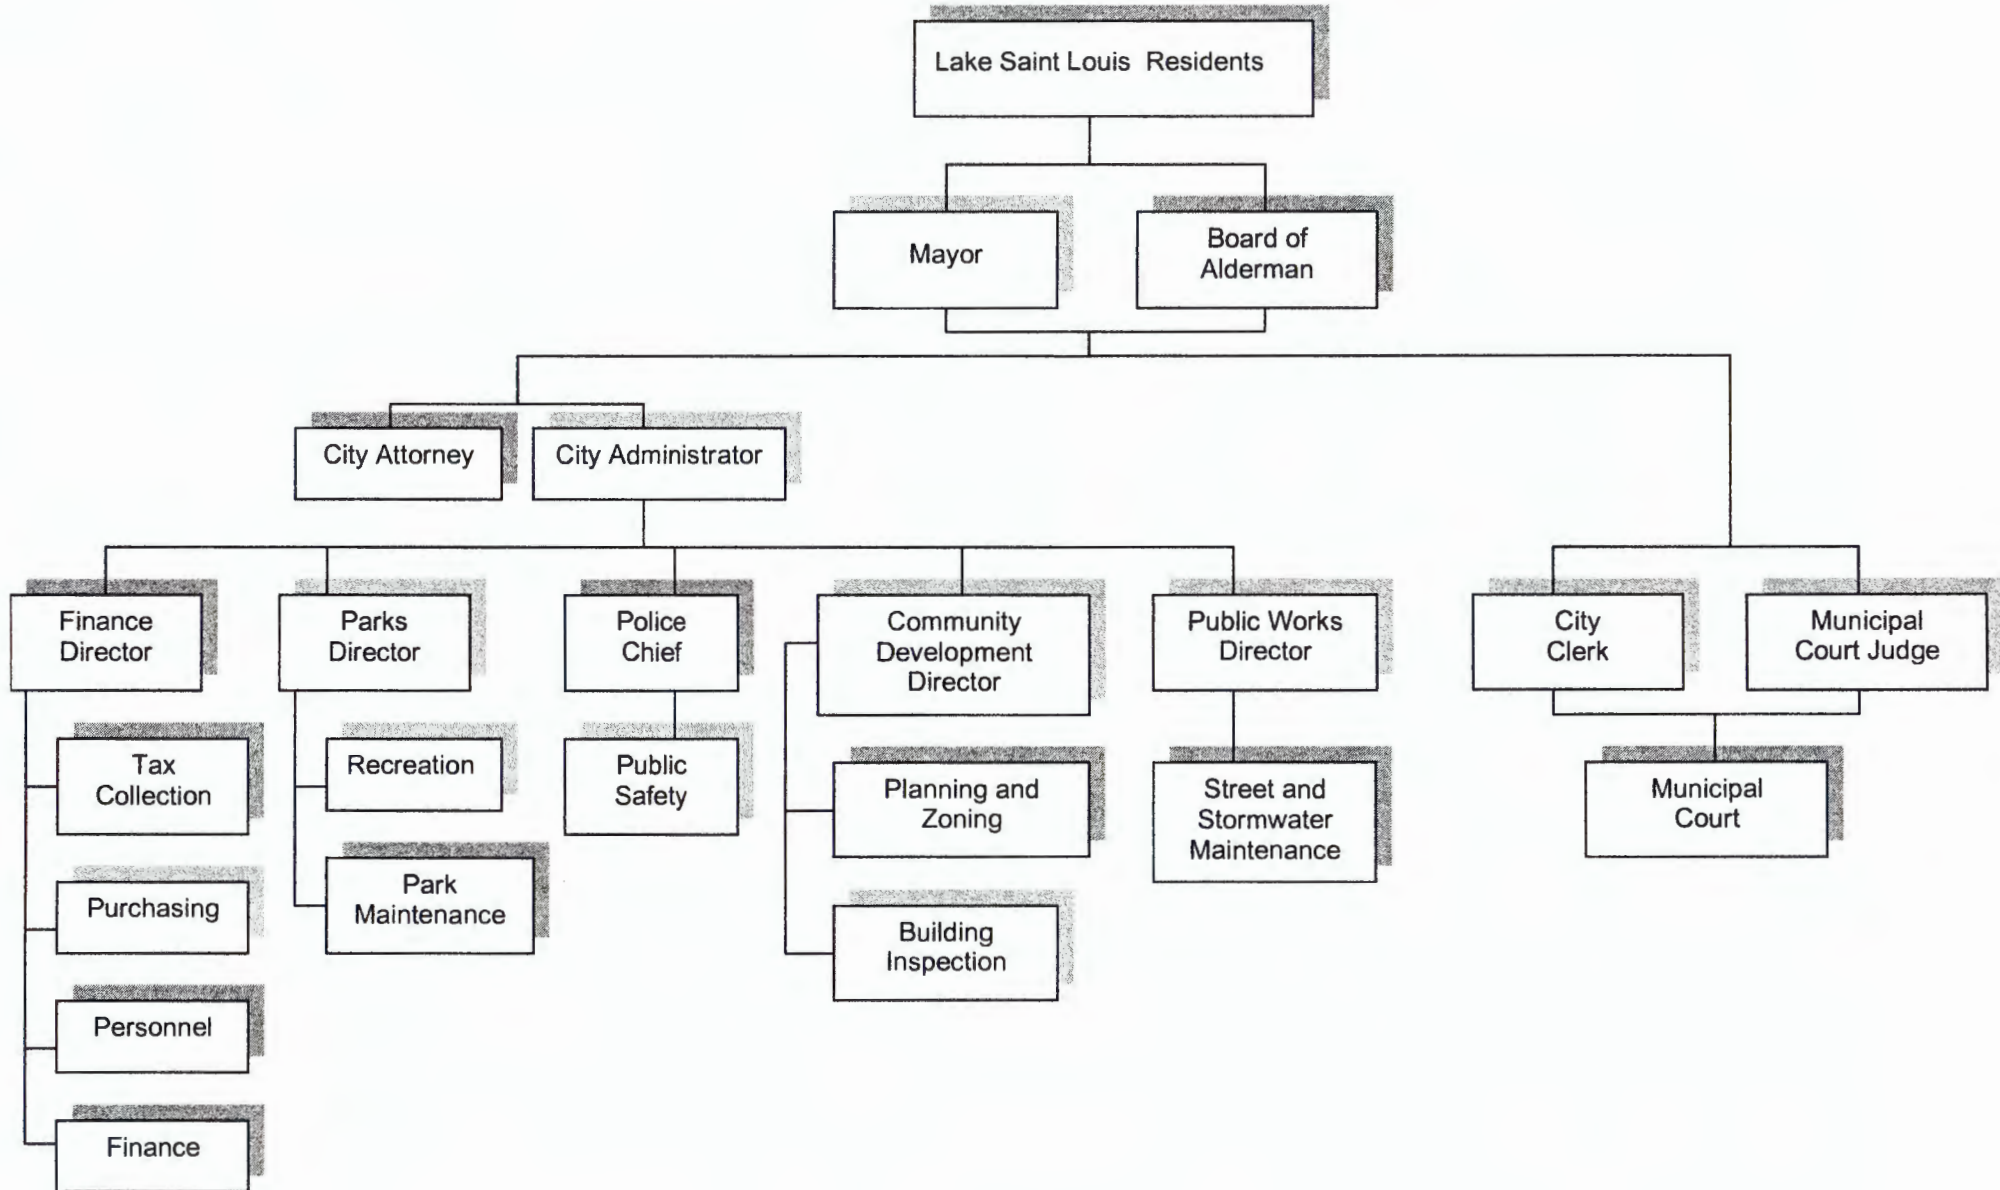 Lake Saint Louis Residents
Mayor
Board of
Alderman
City Attorney
City Administrator
Finance
Director
Parks
Director
Police
Chief
Community
Development
Director
Public Works
Director
City
Clerk
Municipal
Court Judge
Tax
Collection
Recreation
Public
Safety
Planning and
Zoning
Street and
Stormwater
Maintenance
Municipal
Court
Purchasing
Park
Maintenance
Building
Inspection
Personnel
Finance